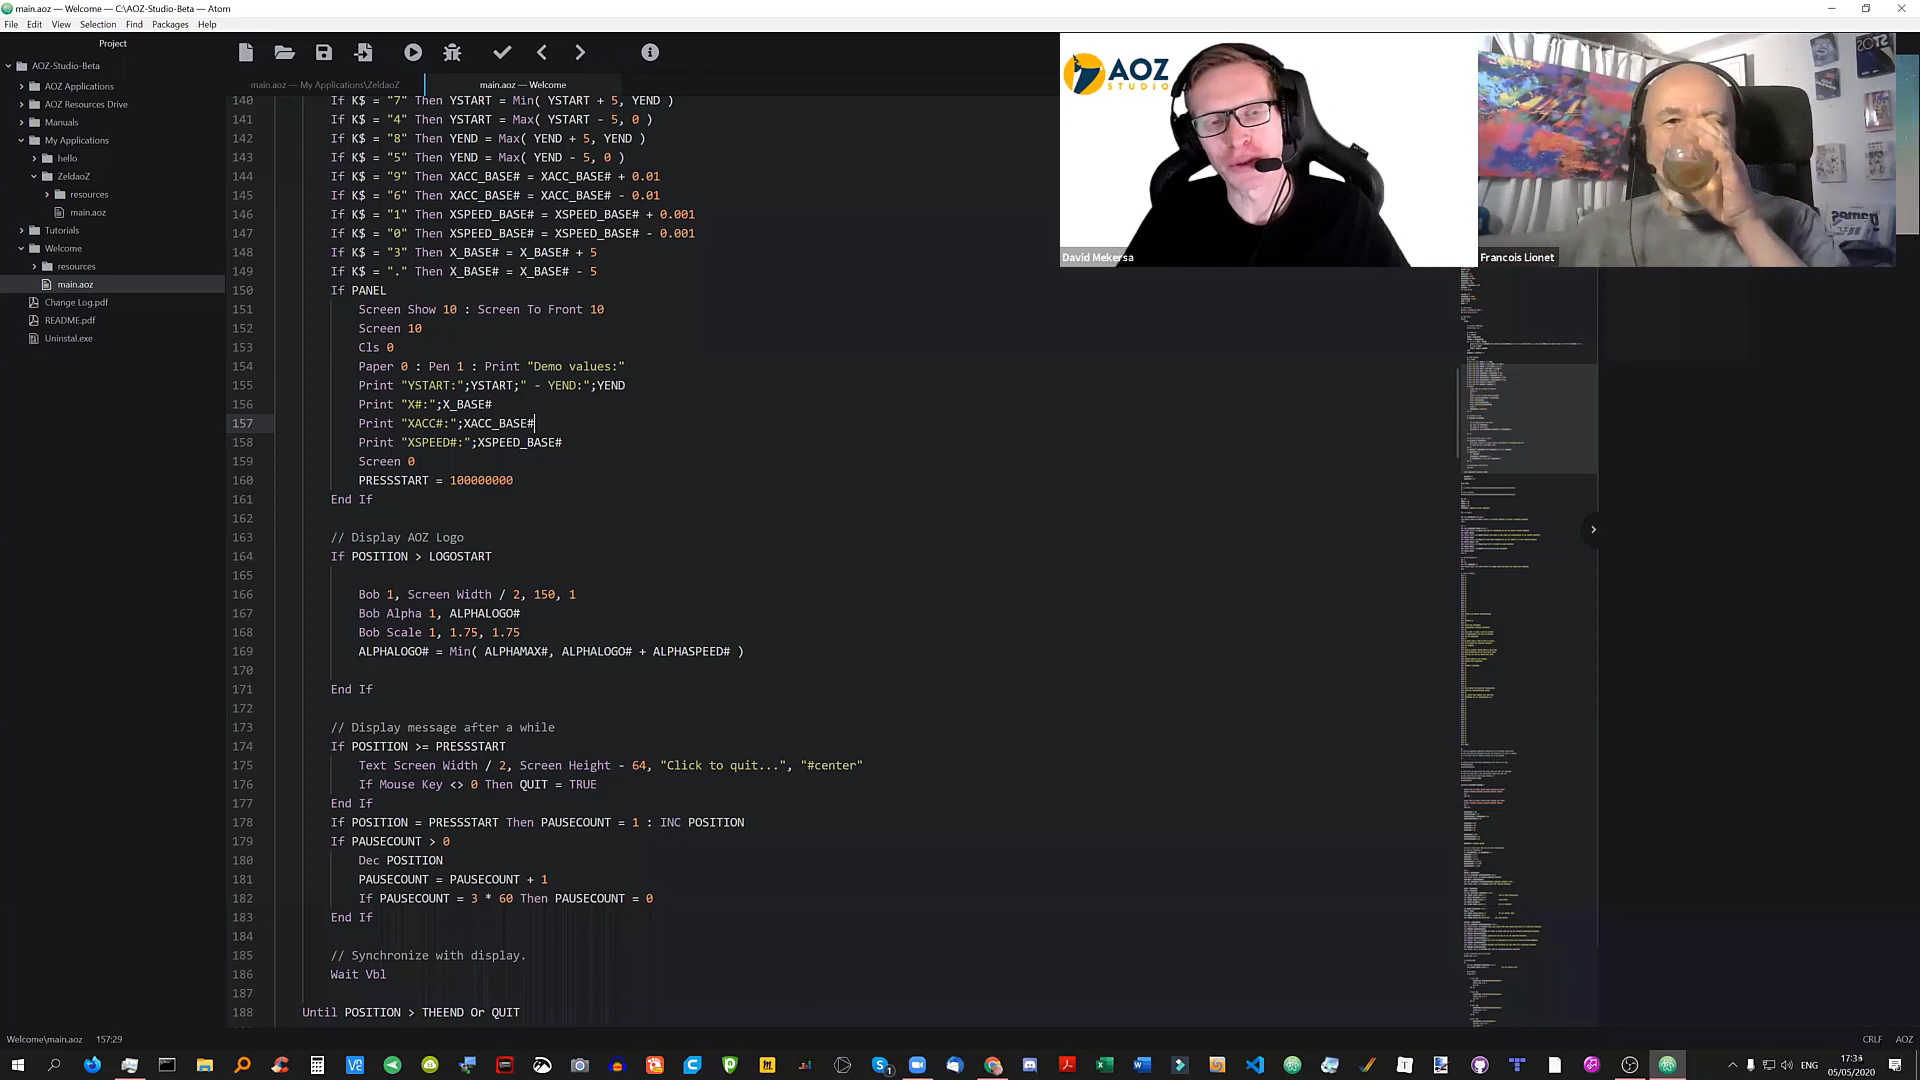 main.aoz — Welcome — C:\AOZ-Studio-Beta — Atom
File Edit View Selection Find Packages Help
Project
AOZ-Studio-Beta
AOZ Applications
AOZ Resources Drive
Manuals
My Applications
hello
ZeldaoZ
resources
main.aoz
Tutorials
Welcome
resources
main.aoz
Change Log.pdf
README.pdf
Uninstal.exe
main.aoz — My Applications\ZeldaoZ
main.aoz — Welcome
140 If K$ = "7" Then YSTART = Min( YSTART + 5, YEND )
141 If K$ = "4" Then YSTART = Max( YSTART - 5, 0 )
142 If K$ = "8" Then YEND = Max( YEND + 5, YEND )
143 If K$ = "5" Then YEND = Max( YEND - 5, 0 )
144 If K$ = "9" Then XACC_BASE# = XACC_BASE# + 0.01
145 If K$ = "6" Then XACC_BASE# = XACC_BASE# - 0.01
146 If K$ = "1" Then XSPEED_BASE# = XSPEED_BASE# + 0.001
147 If K$ = "0" Then XSPEED_BASE# = XSPEED_BASE# - 0.001
148 If K$ = "3" Then X_BASE# = X_BASE# + 5
149 If K$ = "." Then X_BASE# = X_BASE# - 5
150 If PANEL
151 Screen Show 10 : Screen To Front 10
152 Screen 10
153 Cls 0
154 Paper 0 : Pen 1 : Print "Demo values:"
155 Print "YSTART:";YSTART;" - YEND:";YEND
156 Print "X#:";X_BASE#
157 Print "XACC#:";XACC_BASE#
158 Print "XSPEED#:";XSPEED_BASE#
159 Screen 0
160 PRESSSTART = 100000000
161 End If
162
163 // Display AOZ Logo
164 If POSITION > LOGOSTART
165
166 Bob 1, Screen Width / 2, 150, 1
167 Bob Alpha 1, ALPHALOGO#
168 Bob Scale 1, 1.75, 1.75
169 ALPHALOGO# = Min( ALPHAMAX#, ALPHALOGO# + ALPHASPEED# )
170
171 End If
172
173 // Display message after a while
174 If POSITION >= PRESSSTART
175 Text Screen Width / 2, Screen Height - 64, "Click to quit...", "#center"
176 If Mouse Key <> 0 Then QUIT = TRUE
177 End If
178 If POSITION = PRESSSTART Then PAUSECOUNT = 1 : INC POSITION
179 If PAUSECOUNT > 0
180 Dec POSITION
181 PAUSECOUNT = PAUSECOUNT + 1
182 If PAUSECOUNT = 3 * 60 Then PAUSECOUNT = 0
183 End If
184
185 // Synchronize with display.
186 Wait Vbl
187
188 Until POSITION > THEEND Or QUIT
AOZ
STUDIO
David Mekersa
Francois Lionet
STOS
games
Welcome\main.aoz 157:29
CRLF AOZ
ENG
17:34
05/05/2020